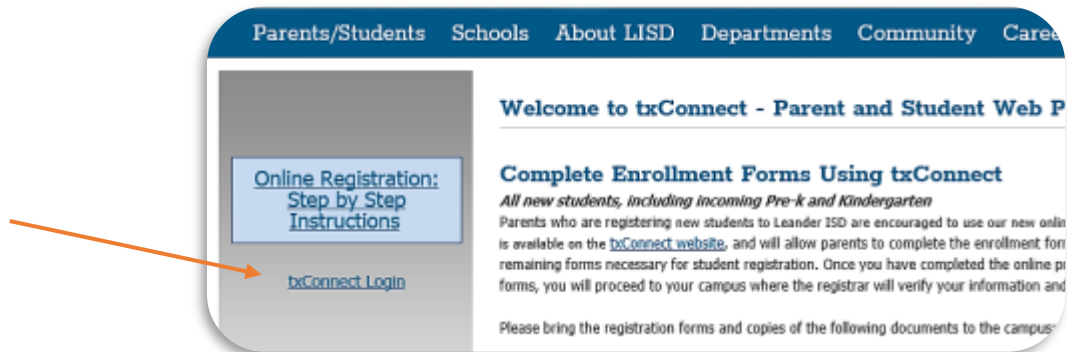 Parents/Students Schools About LISD Departments Community
Online Registration:
Step by Step
Instructions
txConnect Login
Welcome to txConnect - Parent and Student Web
Complete Enrollment Forms Using txConnect
All new students, including incoming Pre-k and Kindergarten
Parents who are registering new students to Leander ISD are encouraged to use our new
is available on the txConnect website, and will allow parents to complete the enrollment
remaining forms necessary for student registration. Once you have completed the online
forms, you will proceed to your campus where the registrar will verify your information and
Please bring the registration forms and copies of the following documents to the campus